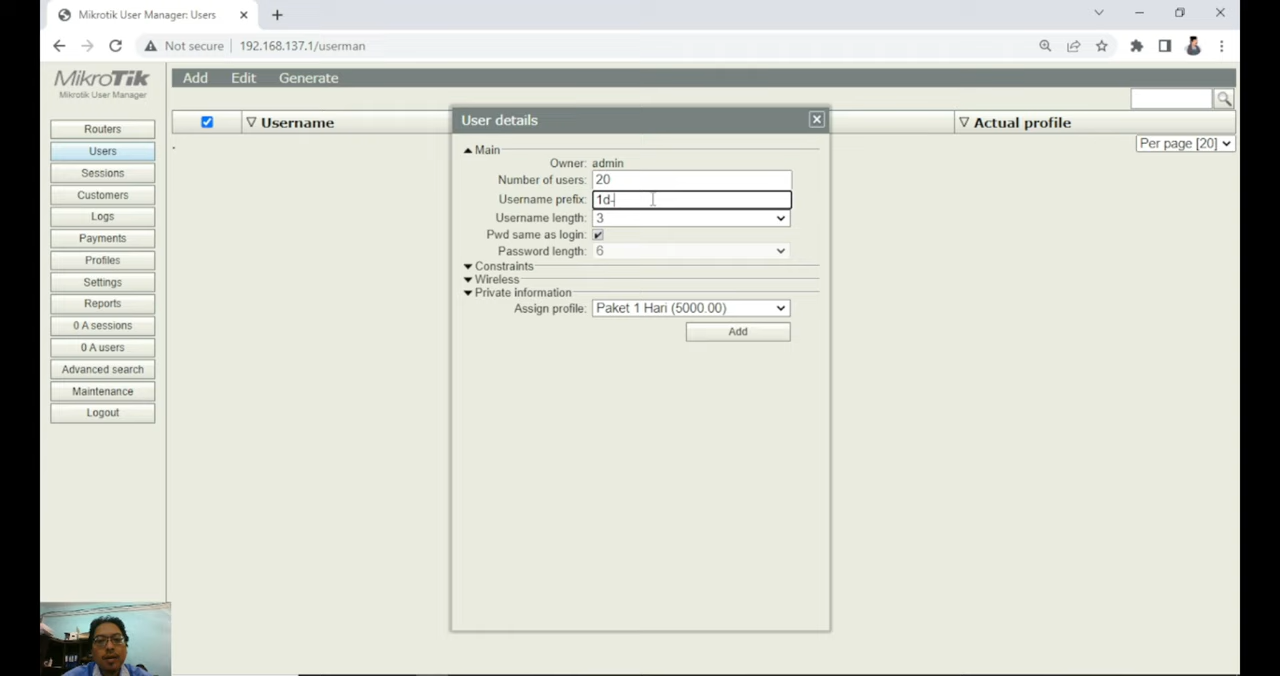 Mikrotik User Manager: Users
Not secure 192.168.137.1/userman
MikroTik
Mikrotik User Manager
Routers
Users
Sessions
Customers
Logs
Payments
Profiles
Settings
Reports
0 A sessions
0 A users
Advanced search
Maintenance
Logout
Add Edit Generate
Username
Actual profile
Per page [20]
User details
Main
Owner: admin
Number of users: 20
Username prefix: 1d-
Username length: 3
Pwd same as login:
Password length: 6
Constraints
Wireless
Private information
Assign profile: Paket 1 Hari (5000.00)
Add